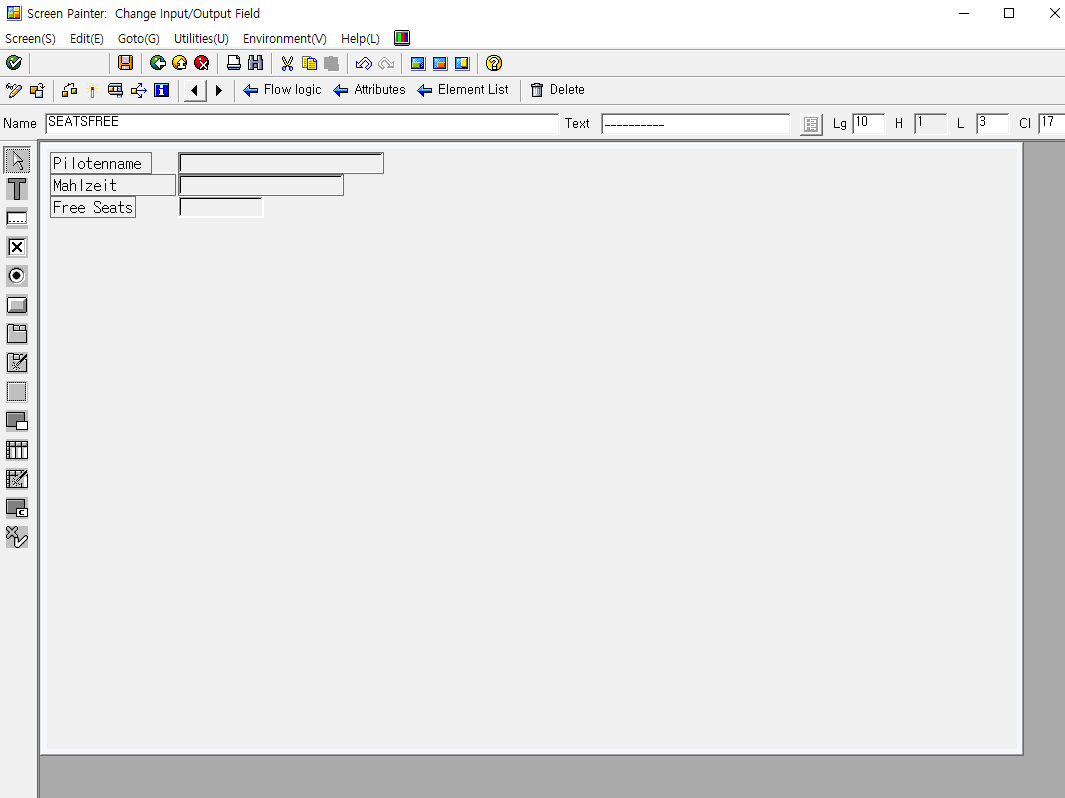 Screen Painter: Change Input/Output Field
Screen(S) Edit(E) Goto(G) Utilities(U) Environment(V) Help(L)
Flow logic Attributes Element List Delete
Name SEATSFREE Text __________ Lg 10 H 1 L 3 Cl 17
Pilotenname
Mahlzeit
Free Seats